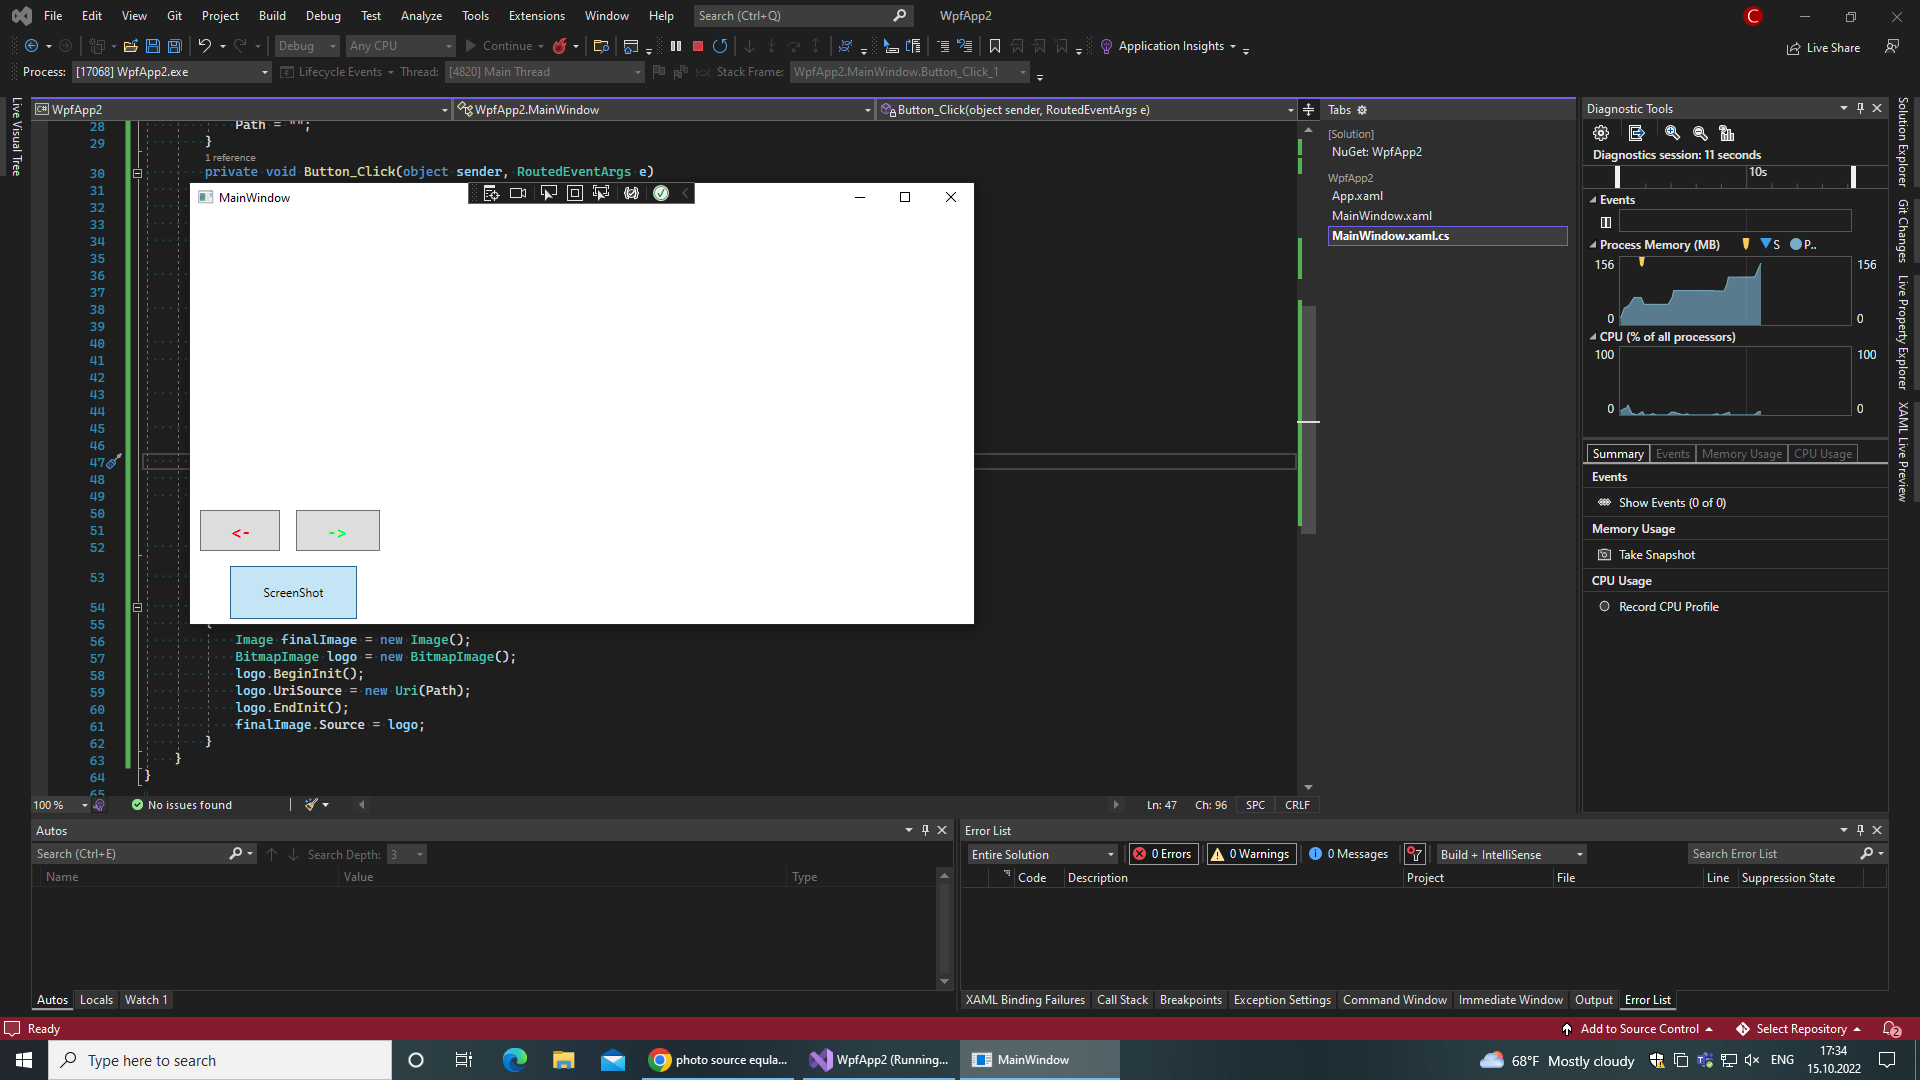 File Edit View Git Project Build Debug Test Analyze Tools Extensions Window Help Search (Ctrl+Q) WpfApp2 C
Debug Any CPU Continue Application Insights Live Share
Process: [17068] WpfApp2.exe Lifecycle Events Thread: [4820] Main Thread Stack Frame: WpfApp2.MainWindow.Button_Click_1
Live Visual Tree
WpfApp2 WpfApp2.MainWindow Button_Click(object sender, RoutedEventArgs e)
28 Path = "";
29 }
1 reference
30 private void Button_Click(object sender, RoutedEventArgs e)
31
32
33
34
35
36
37
38
39
40
41
42
43
44
45
46
47
48
49
50
51
52
53
54
55 {
56 Image finalImage = new Image();
57 BitmapImage logo = new BitmapImage();
58 logo.BeginInit();
59 logo.UriSource = new Uri(Path);
60 logo.EndInit();
61 finalImage.Source = logo;
62 }
63 }
64 }
65
MainWindow
<-
->
ScreenShot
100 % No issues found Ln: 47 Ch: 96 SPC CRLF
Tabs
[Solution]
NuGet: WpfApp2
WpfApp2
App.xaml
MainWindow.xaml
MainWindow.xaml.cs
Diagnostic Tools
Diagnostics session: 11 seconds
10s
Events
Process Memory (MB) S P..
156 156
0 0
CPU (% of all processors)
100 100
0 0
Summary Events Memory Usage CPU Usage
Events
Show Events (0 of 0)
Memory Usage
Take Snapshot
CPU Usage
Record CPU Profile
Solution Explorer
Git Changes
Live Property Explorer
XAML Live Preview
Autos
Search (Ctrl+E) Search Depth: 3
Name Value Type
Autos Locals Watch 1
Error List
Entire Solution 0 Errors 0 Warnings 0 Messages Build + IntelliSense Search Error List
Code Description Project File Line Suppression State
XAML Binding Failures Call Stack Breakpoints Exception Settings Command Window Immediate Window Output Error List
Ready Add to Source Control Select Repository 2
Type here to search photo source equla... WpfApp2 (Running... MainWindow 68°F Mostly cloudy ENG 17:34
15.10.2022